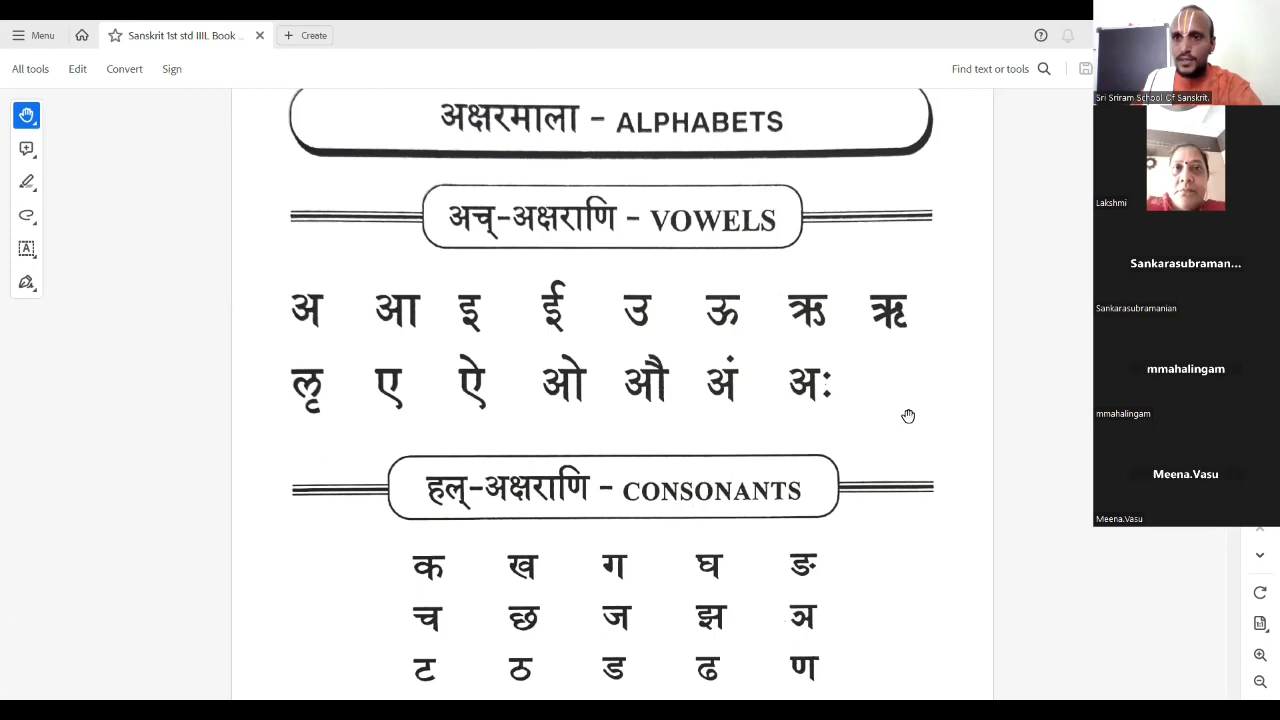 Menu
Sanskrit 1st std IIIL Book ...
Create
All tools Edit Convert Sign
Find text or tools
अक्षरमाला - ALPHABETS
अच्-अक्षराणि - VOWELS
अ आ इ ई उ ऊ ऋ ॠ
लृ ए ऐ ओ औ अं अः
हल्-अक्षराणि - CONSONANTS
क ख ग घ ङ
च छ ज झ ञ
ट ठ ड ढ ण
Sri Sriram School Of Sanskrit.
Lakshmi
Sankarasubraman...
Sankarasubramanian
mmahalingam
mmahalingam
Meena.Vasu
Meena.Vasu